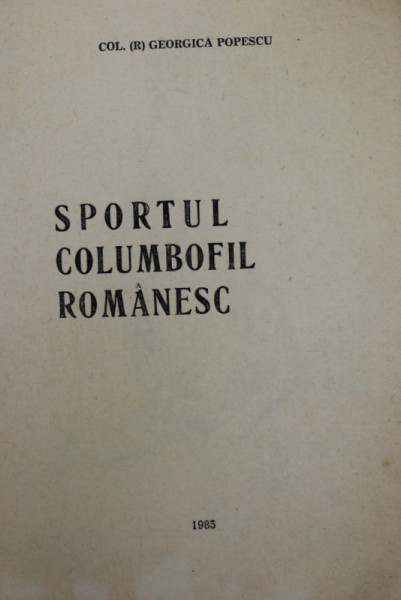 COL. (R) GEORGICA POPESCU
SPORTUL
COLUMBOFIL
ROMÂNESC
1985